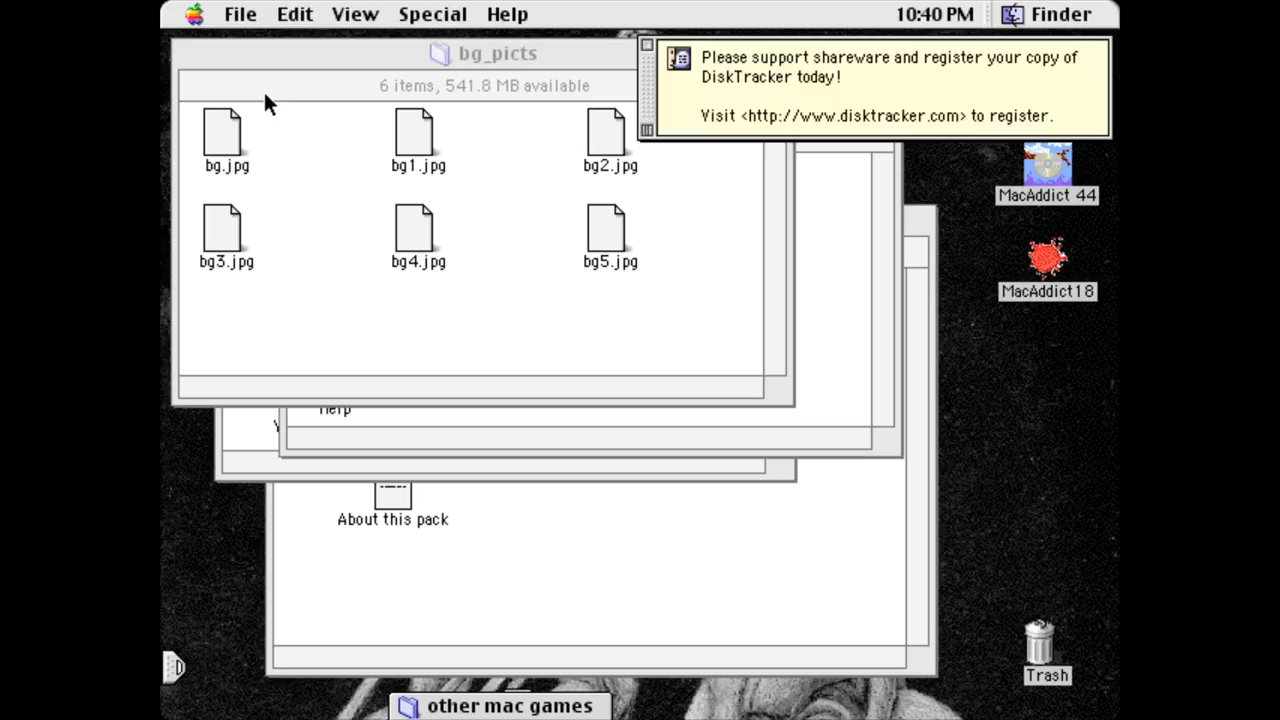 File Edit View Special Help 10:40 PM Finder
bg_picts
6 items, 541.8 MB available
Please support shareware and register your copy of
DiskTracker today!
Visit <http://www.disktracker.com> to register.
bg.jpg bg1.jpg bg2.jpg
MacAddict 44
bg3.jpg bg4.jpg bg5.jpg
MacAddict18
Help
About this pack
Trash
other mac games